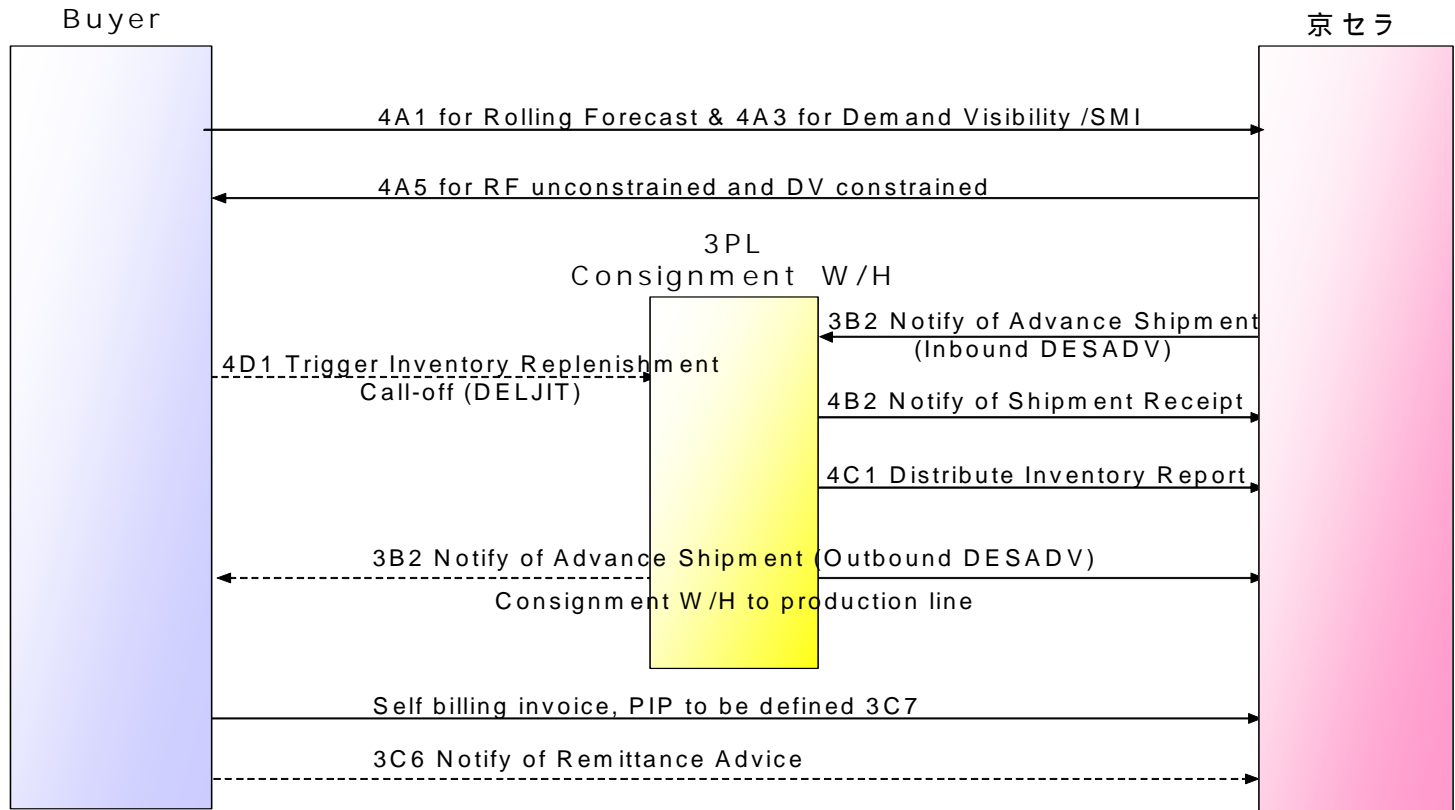 Buyer
京セラ
4A1 for Rolling Forecast & 4A3 for Demand Visibility /SMI
4A5 for RF unconstrained and DV constrained
3PL
Consignment W/H
3B2 Notify of Advance Shipment
(Inbound DESADV)
4D1 Trigger Inventory Replenishment
Call-off (DELJIT)
4B2 Notify of Shipment Receipt
4C1 Distribute Inventory Report
3B2 Notify of Advance Shipment (Outbound DESADV)
Consignment W/H to production line
Self billing invoice, PIP to be defined 3C7
3C6 Notify of Remittance Advice